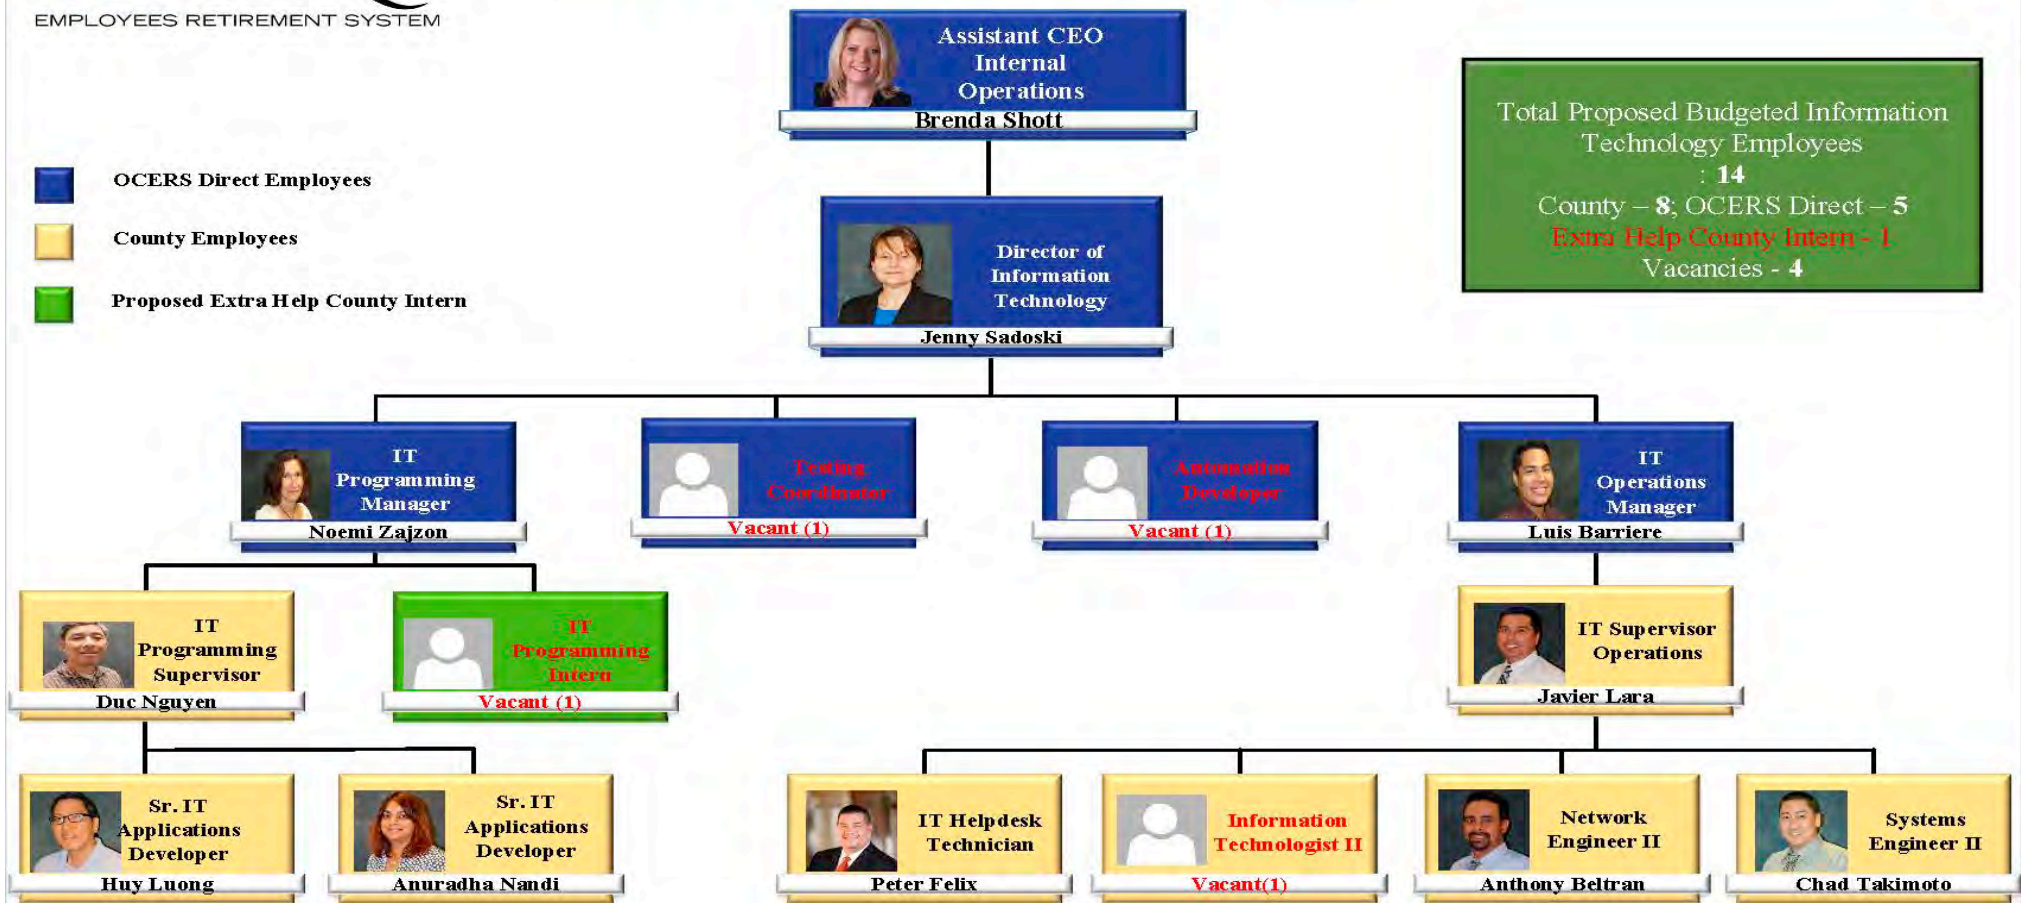 EMPLOYEES RETIREMENT SYSTEM
Assistant CEO
Internal
Operations
Brenda Shott
Total Proposed Budgeted Information
Technology Employees
: 14
County – 8; OCERS Direct – 5
Extra Help County Intern - 1
Vacancies - 4
OCERS Direct Employees
County Employees
Proposed Extra Help County Intern
Director of
Information
Technology
Jenny Sadoski
IT
Programming
Manager
Noemi Zajzon
Testing
Coordinator
Vacant (1)
Automation
Developer
Vacant (1)
IT
Operations
Manager
Luis Barriere
IT
Programming
Supervisor
Duc Nguyen
IT
Programming
Intern
Vacant (1)
IT Supervisor
Operations
Javier Lara
Sr. IT
Applications
Developer
Huy Luong
Sr. IT
Applications
Developer
Anuradha Nandi
IT Helpdesk
Technician
Peter Felix
Information
Technologist II
Vacant(1)
Network
Engineer II
Anthony Beltran
Systems
Engineer II
Chad Takimoto